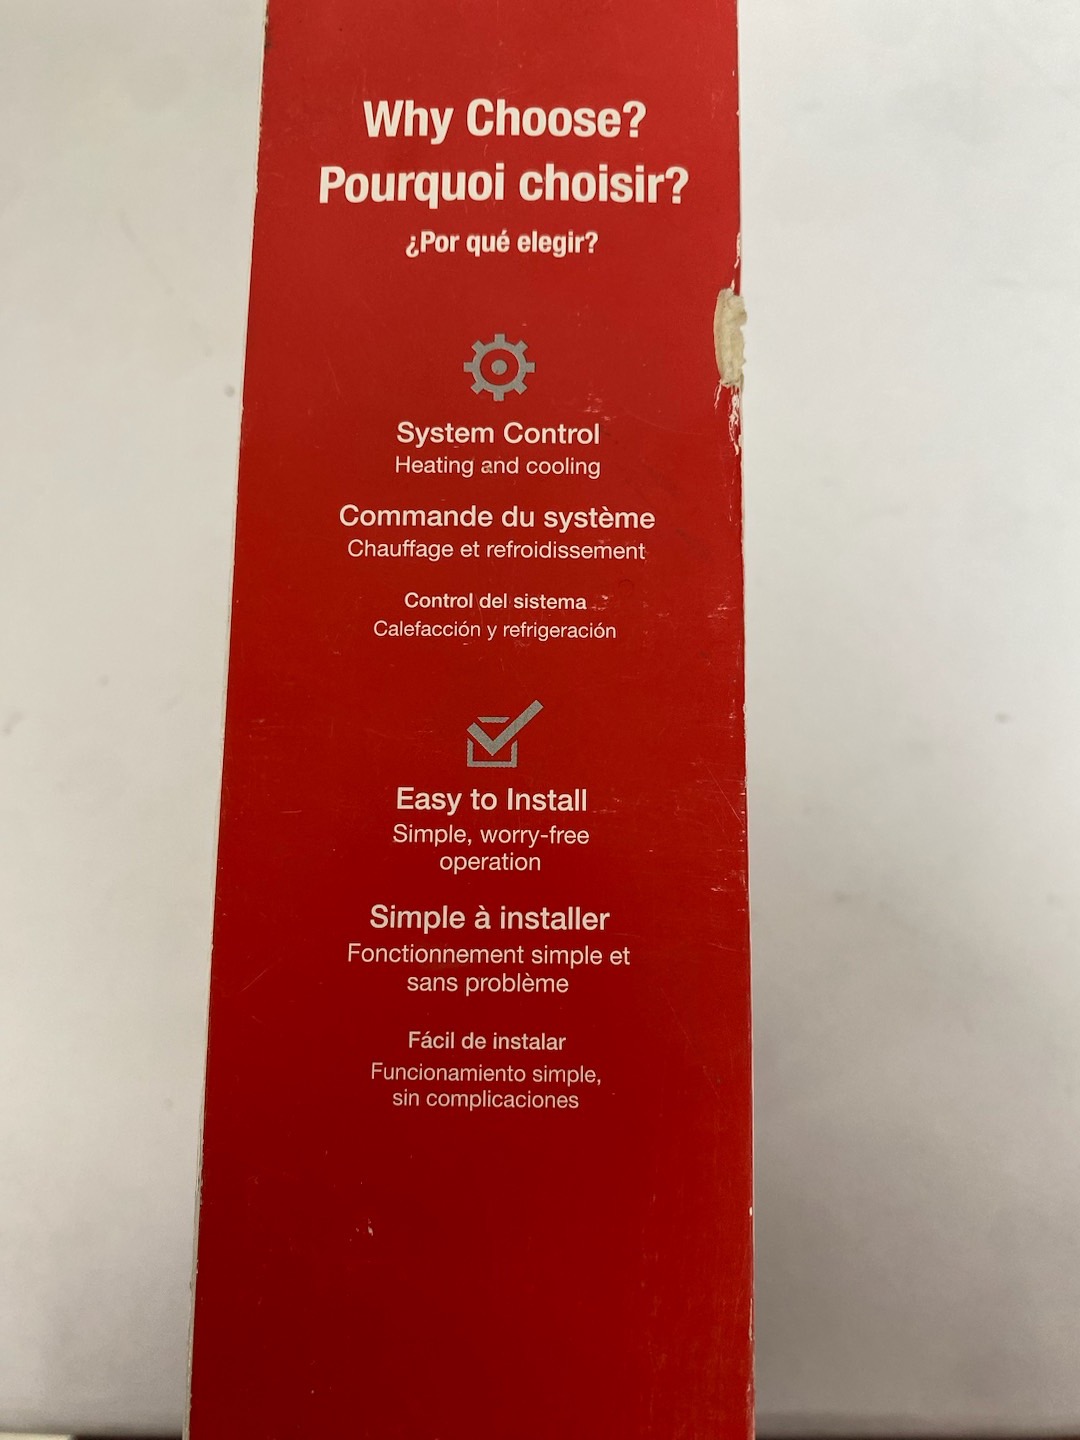 Why Choose?
Pourquoi choisir?
¿Por qué elegir?
System Control
Heating and cooling
Commande du système
Chauffage et refroidissement
Control del sistema
Calefacción y refrigeración
Easy to Install
Simple, worry-free
operation
Simple à installer
Fonctionnement simple et
sans problème
Fácil de instalar
Funcionamiento simple,
sin complicaciones